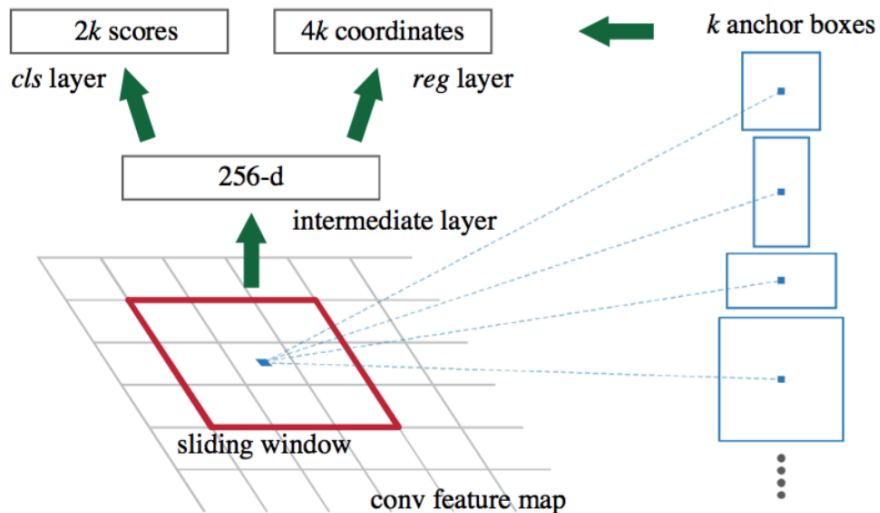 2k scores
4k coordinates
k anchor boxes
cls layer
reg layer
256-d
intermediate layer
sliding window
conv feature map